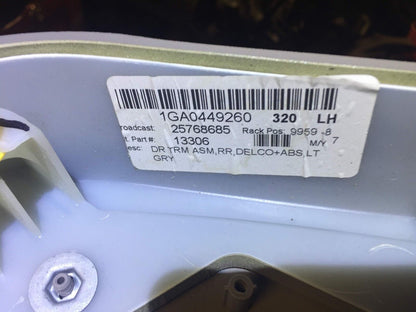 1GA0449260 320 LH
roadcast: 25768685 Rack Pos: 9959 -8
. Part #: 13306 M/Y 7
esc: DR TRM ASM,RR,DELCO+ABS,LT
GRY